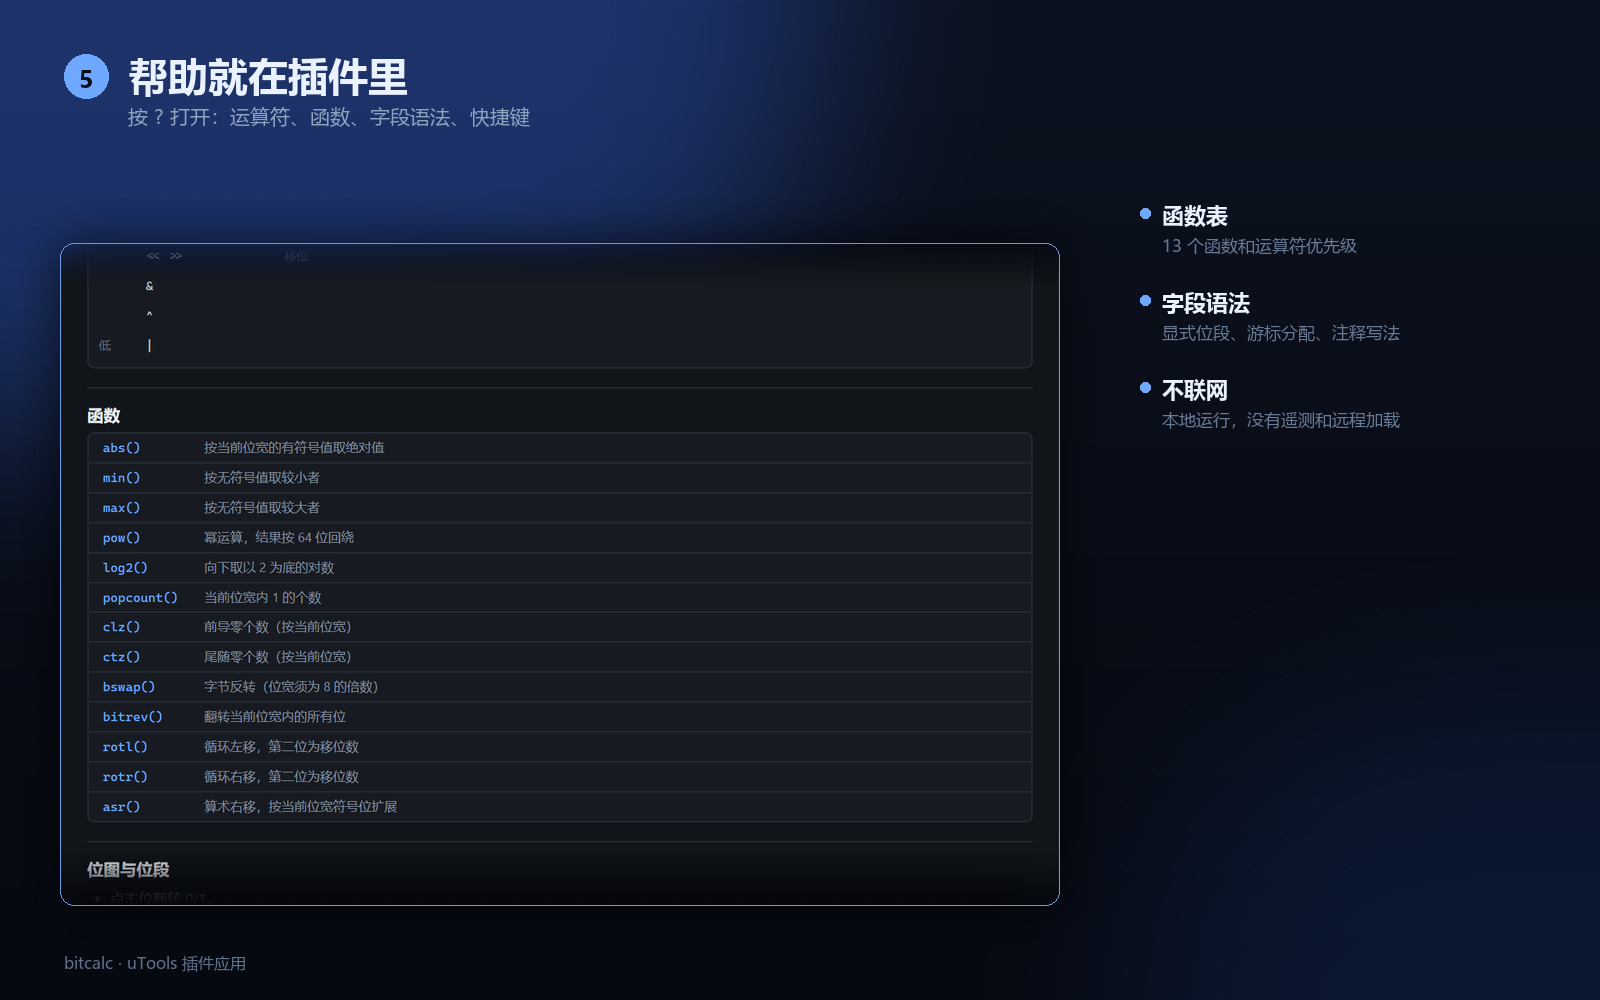 5 帮助就在插件里
按 ? 打开：运算符、函数、字段语法、快捷键
<< >> 移位
&
^
低 |
函数
abs() 按当前位宽的有符号值取绝对值
min() 按无符号值取较小者
max() 按无符号值取较大者
pow() 幂运算，结果按 64 位回绕
log2() 向下取以 2 为底的对数
popcount() 当前位宽内 1 的个数
clz() 前导零个数（按当前位宽）
ctz() 尾随零个数（按当前位宽）
bswap() 字节反转（位宽须为 8 的倍数）
bitrev() 翻转当前位宽内的所有位
rotl() 循环左移，第二位为移位数
rotr() 循环右移，第二位为移位数
asr() 算术右移，按当前位宽符号位扩展
位图与位段
• 点击位翻转 0/1。
函数表
13 个函数和运算符优先级
字段语法
显式位段、游标分配、注释写法
不联网
本地运行，没有遥测和远程加载
bitcalc · uTools 插件应用